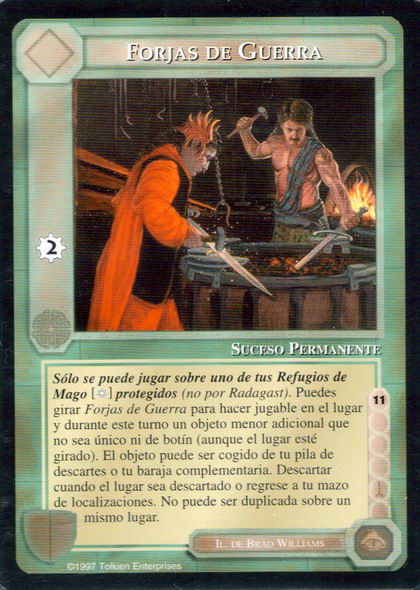 Forjas de Guerra
2
Suceso Permanente
Sólo se puede jugar sobre uno de tus Refugios de
Mago [☼] protegidos (no por Radagast). Puedes
girar Forjas de Guerra para hacer jugable en el lugar
y durante este turno un objeto menor adicional que
no sea único ni de botín (aunque el lugar esté
girado). El objeto puede ser cogido de tu pila de
descartes o tu baraja complementaria. Descartar
cuando el lugar sea descartado o regrese a tu mazo
de localizaciones. No puede ser duplicada sobre un
mismo lugar.
11
Il. de Brad Williams
©1997 Tolkien Enterprises